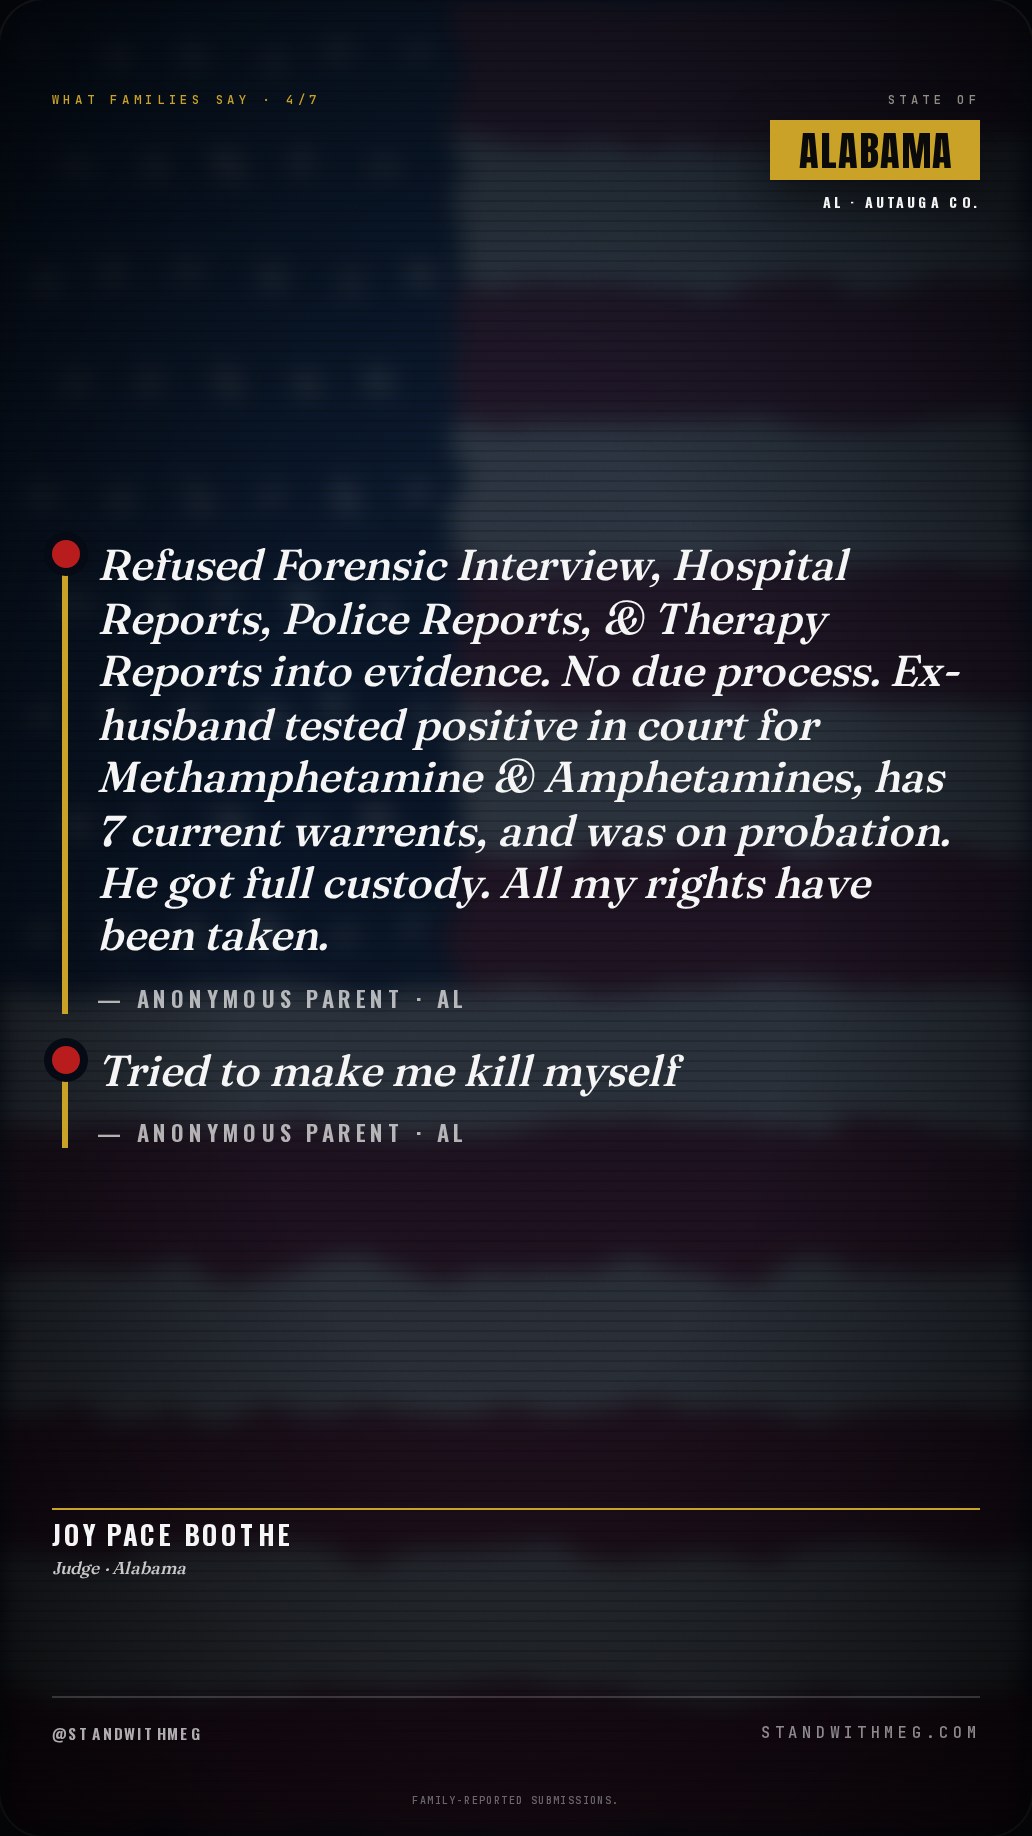 WHAT FAMILIES SAY · 4/7
STATE OF
ALABAMA
AL · AUTAUGA CO.
Refused Forensic Interview, Hospital
Reports, Police Reports, & Therapy
Reports into evidence. No due process. Ex-
husband tested positive in court for
Methamphetamine & Amphetamines, has
7 current warrents, and was on probation.
He got full custody. All my rights have
been taken.
— ANONYMOUS PARENT · AL
Tried to make me kill myself
— ANONYMOUS PARENT · AL
JOY PACE BOOTHE
Judge · Alabama
@STANDWITHMEG
STANDWITHMEG.COM
FAMILY-REPORTED SUBMISSIONS.